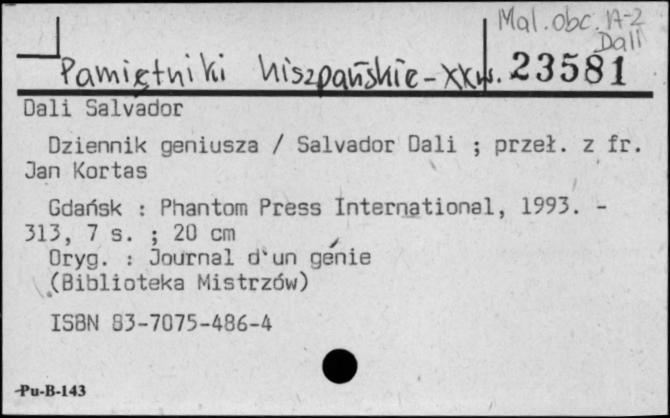 Mal. obc. A-2
Dali
Pamiętniki hiszpańskie-XXw. 23581
Dali Salvador
Dziennik geniusza / Salvador Dali ; przeł. z fr.
Jan Kortas
Gdańsk : Phantom Press International, 1993. -
313, 7 s. ; 20 cm
Oryg. : Journal d'un génie
(Biblioteka Mistrzów)
ISBN 83-7075-486-4
Pu-B-143